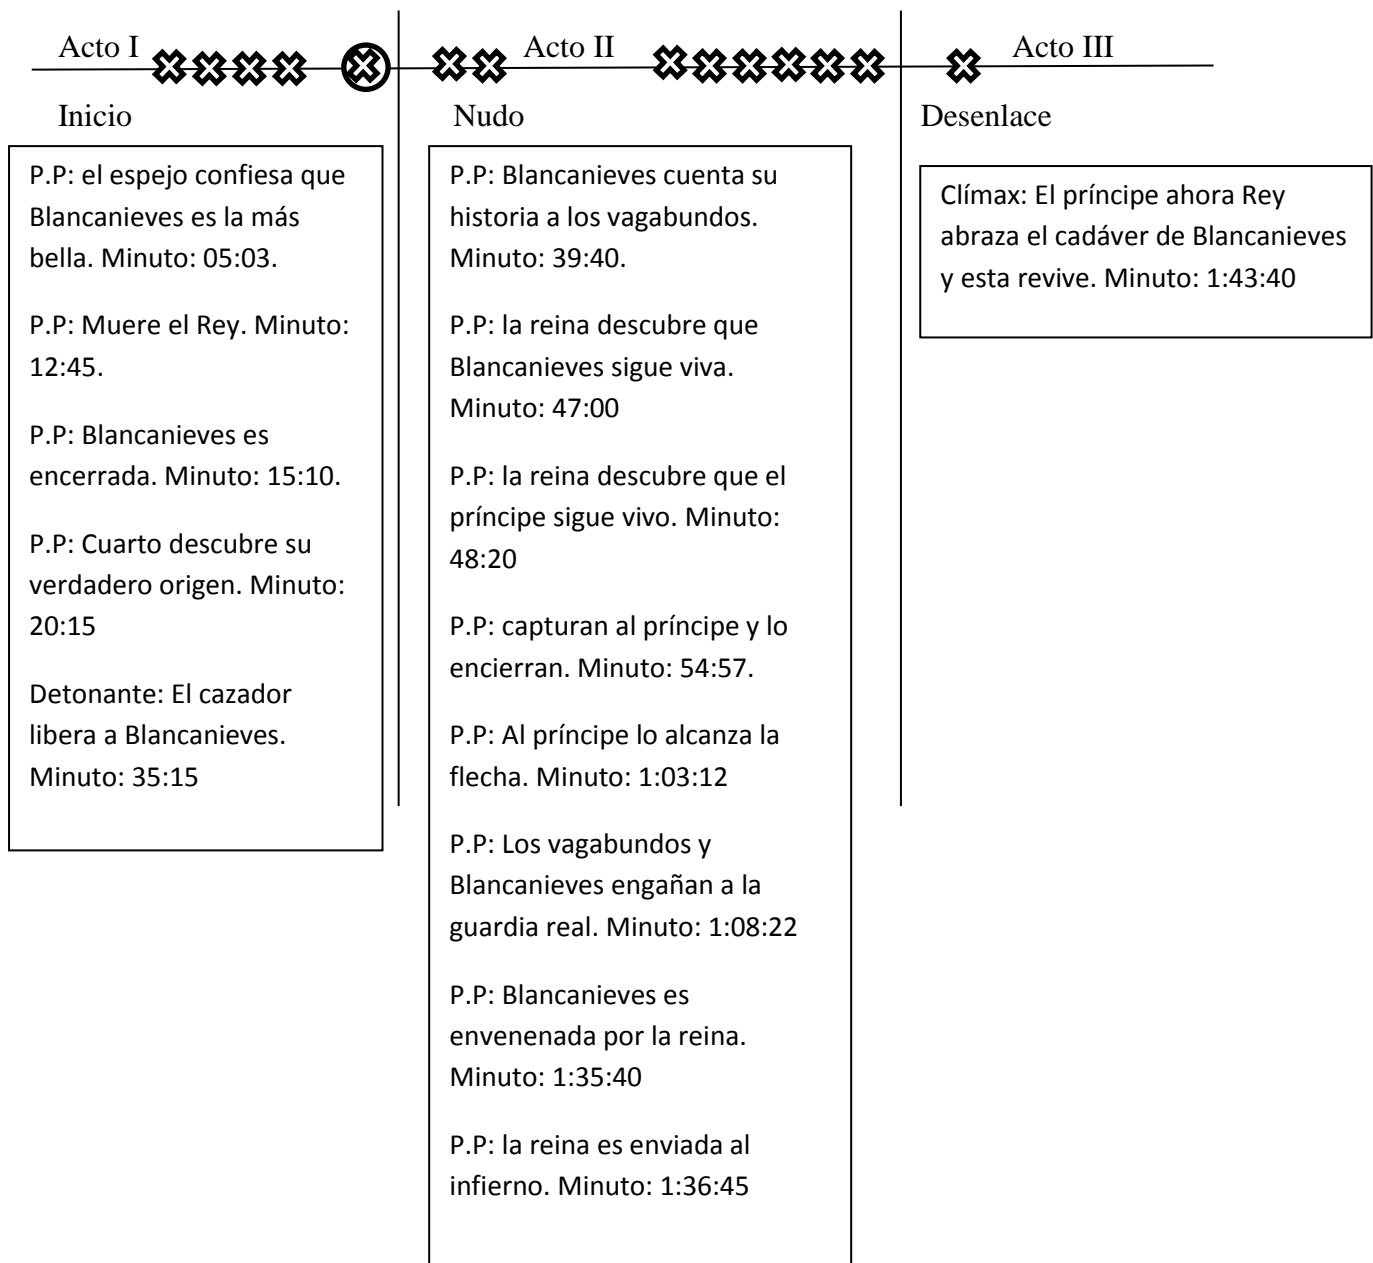 Acto I
Acto II
Acto III
Inicio
Nudo
Desenlace
P.P: el espejo confiesa que
Blancanieves es la más
bella. Minuto: 05:03.
P.P: Muere el Rey. Minuto:
12:45.
P.P: Blancanieves es
encerrada. Minuto: 15:10.
P.P: Cuarto descubre su
verdadero origen. Minuto:
20:15
Detonante: El cazador
libera a Blancanieves.
Minuto: 35:15
P.P: Blancanieves cuenta su
historia a los vagabundos.
Minuto: 39:40.
P.P: la reina descubre que
Blancanieves sigue viva.
Minuto: 47:00
P.P: la reina descubre que el
príncipe sigue vivo. Minuto:
48:20
P.P: capturan al príncipe y lo
encierran. Minuto: 54:57.
P.P: Al príncipe lo alcanza la
flecha. Minuto: 1:03:12
P.P: Los vagabundos y
Blancanieves engañan a la
guardia real. Minuto: 1:08:22
P.P: Blancanieves es
envenenada por la reina.
Minuto: 1:35:40
P.P: la reina es enviada al
infierno. Minuto: 1:36:45
Clímax: El príncipe ahora Rey
abraza el cadáver de Blancanieves
y esta revive. Minuto: 1:43:40